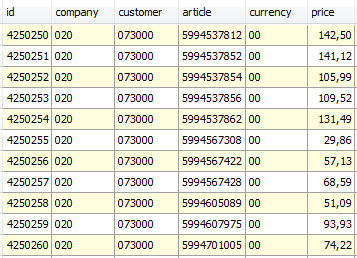 id company customer article currency price
4250250 020 073000 5994537812 00 142,50
4250251 020 073000 5994537852 00 141,12
4250252 020 073000 5994537854 00 105,99
4250253 020 073000 5994537856 00 109,52
4250254 020 073000 5994537862 00 131,49
4250255 020 073000 5994567308 00 29,86
4250256 020 073000 5994567422 00 57,13
4250257 020 073000 5994567428 00 68,59
4250258 020 073000 5994605089 00 51,09
4250259 020 073000 5994607975 00 93,93
4250260 020 073000 5994701005 00 74,22